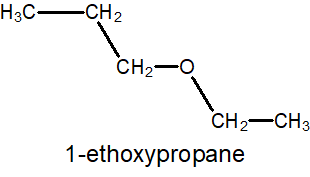 H₃C CH₂
CH₂ O
CH₂ CH₃
1-ethoxypropane